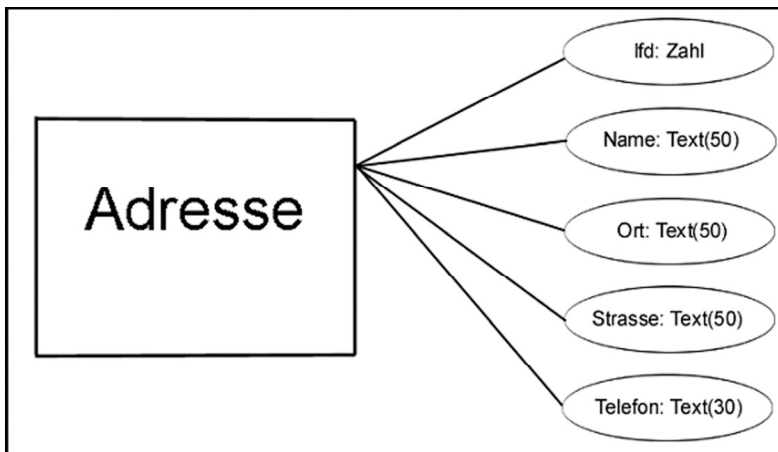 Adresse
lfd: Zahl
Name: Text(50)
Ort: Text(50)
Strasse: Text(50)
Telefon: Text(30)